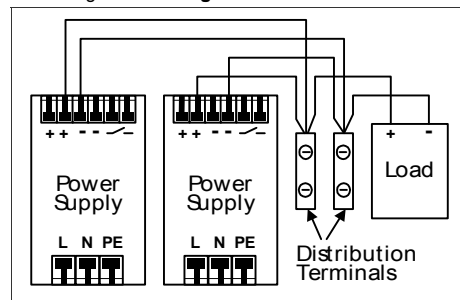 ++ -- ++ -- + -
Power Supply Power Supply Load
L N PE L N PE
Distribution
Terminals